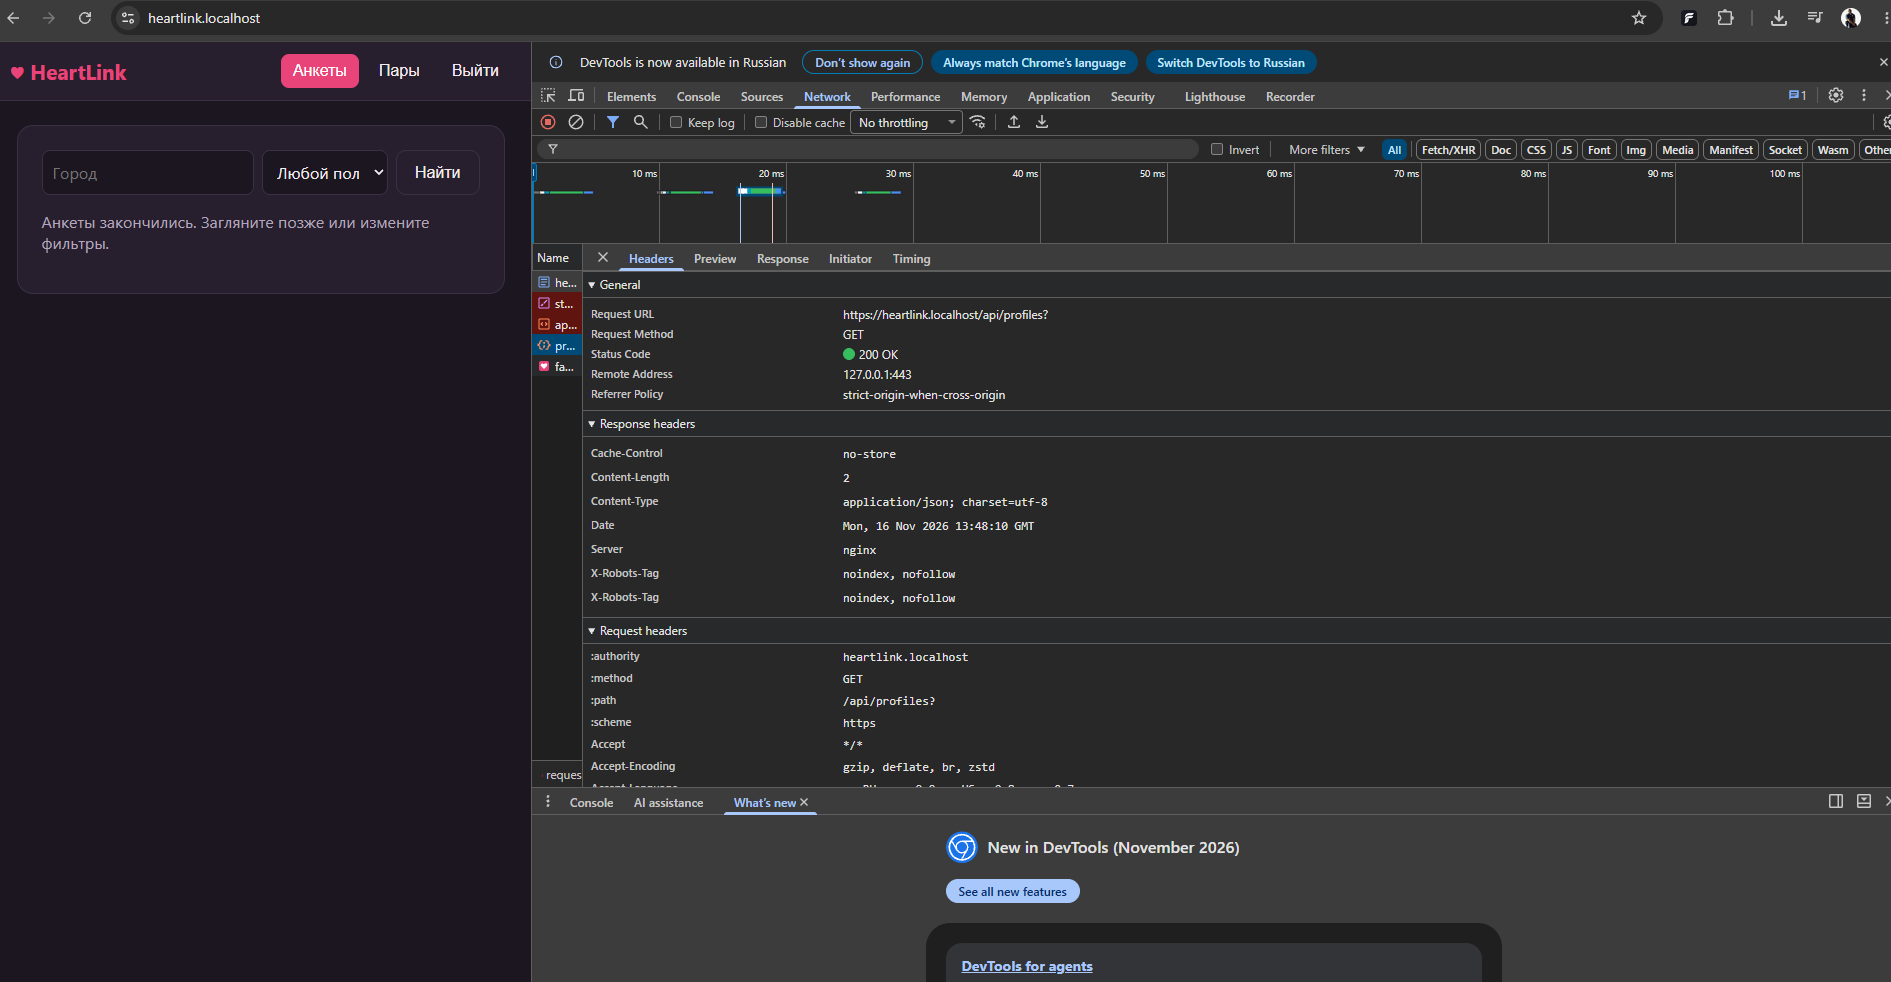 heartlink.localhost
HeartLink
Анкеты
Пары
Выйти
Город
Любой пол
Найти
Анкеты закончились. Загляните позже или измените
фильтры.
DevTools is now available in Russian
Don't show again
Always match Chrome's language
Switch DevTools to Russian
Elements
Console
Sources
Network
Performance
Memory
Application
Security
Lighthouse
Recorder
1
Keep log
Disable cache
No throttling
Invert
More filters
All
Fetch/XHR
Doc
CSS
JS
Font
Img
Media
Manifest
Socket
Wasm
Other
10 ms
20 ms
30 ms
40 ms
50 ms
60 ms
70 ms
80 ms
90 ms
100 ms
Name
he...
st...
ap...
pr...
fa...
reques
Headers
Preview
Response
Initiator
Timing
General
Request URL https://heartlink.localhost/api/profiles?
Request Method GET
Status Code 200 OK
Remote Address 127.0.0.1:443
Referrer Policy strict-origin-when-cross-origin
Response headers
Cache-Control no-store
Content-Length 2
Content-Type application/json; charset=utf-8
Date Mon, 16 Nov 2026 13:48:10 GMT
Server nginx
X-Robots-Tag noindex, nofollow
X-Robots-Tag noindex, nofollow
Request headers
:authority heartlink.localhost
:method GET
:path /api/profiles?
:scheme https
Accept */*
Accept-Encoding gzip, deflate, br, zstd
Console
AI assistance
What's new
New in DevTools (November 2026)
See all new features
DevTools for agents